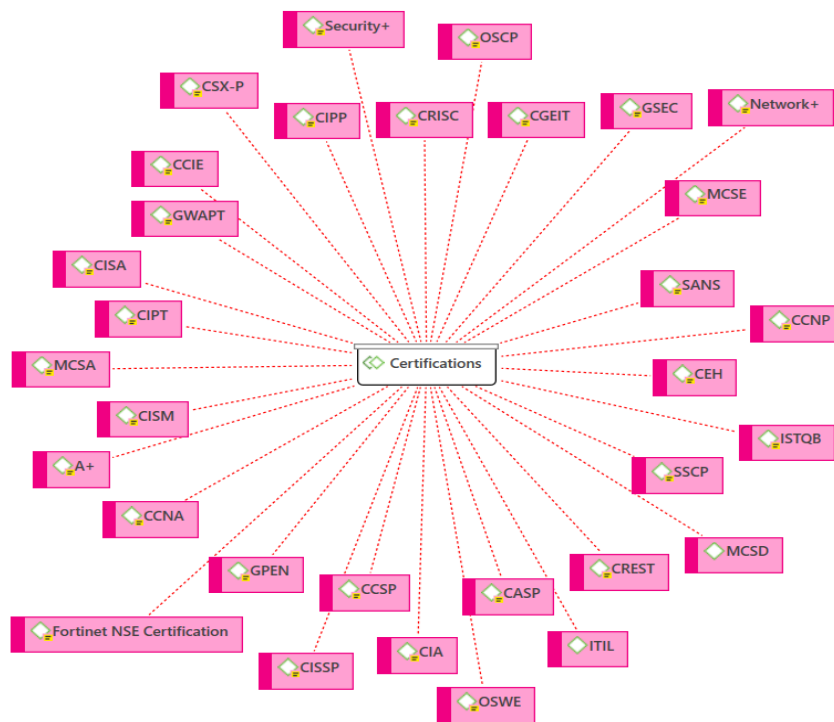 Security+
OSCP
CSX-P
CIPP
CRISC
CGEIT
GSEC
Network+
CCIE
MCSE
GWAPT
CISA
SANS
CIPT
CCNP
MCSA
Certifications
CEH
CISM
ISTQB
A+
SSCP
CCNA
MCSD
GPEN
CCSP
CASP
CREST
Fortinet NSE Certification
CISSP
CIA
ITIL
OSWE